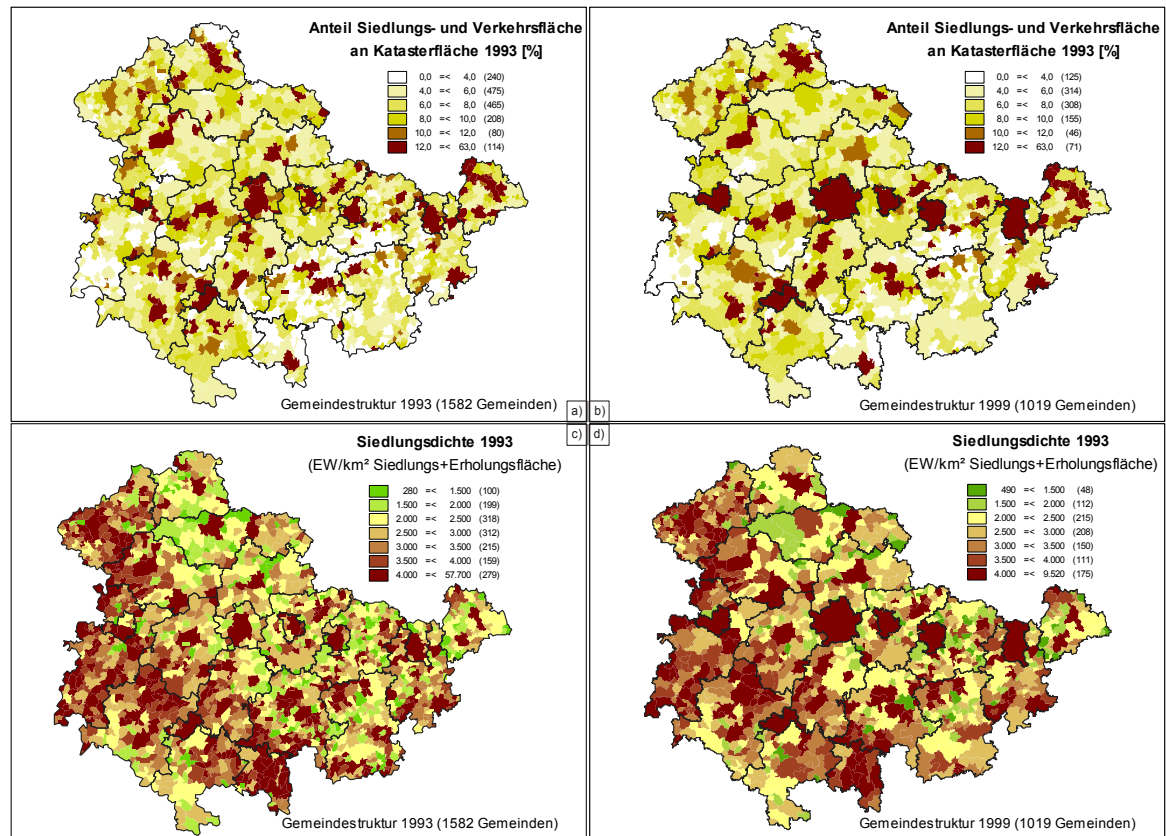 Anteil Siedlungs- und Verkehrsfläche
an Katasterfläche 1993 [%]
0,0 =< 4,0 (240)
4,0 =< 6,0 (475)
6,0 =< 8,0 (465)
8,0 =< 10,0 (208)
10,0 =< 12,0 (80)
12,0 =< 63,0 (114)
Gemeindestruktur 1993 (1582 Gemeinden)
a)
Anteil Siedlungs- und Verkehrsfläche
an Katasterfläche 1993 [%]
0,0 =< 4,0 (125)
4,0 =< 6,0 (314)
6,0 =< 8,0 (308)
8,0 =< 10,0 (155)
10,0 =< 12,0 (46)
12,0 =< 63,0 (71)
b)
Gemeindestruktur 1999 (1019 Gemeinden)
c)
Siedlungsdichte 1993
(EW/km² Siedlungs+Erholungsfläche)
280 =< 1.500 (100)
1.500 =< 2.000 (199)
2.000 =< 2.500 (318)
2.500 =< 3.000 (312)
3.000 =< 3.500 (215)
3.500 =< 4.000 (159)
4.000 =< 57.700 (279)
Gemeindestruktur 1993 (1582 Gemeinden)
d)
Siedlungsdichte 1993
(EW/km² Siedlungs+Erholungsfläche)
490 =< 1.500 (48)
1.500 =< 2.000 (112)
2.000 =< 2.500 (215)
2.500 =< 3.000 (208)
3.000 =< 3.500 (150)
3.500 =< 4.000 (111)
4.000 =< 9.520 (175)
Gemeindestruktur 1999 (1019 Gemeinden)